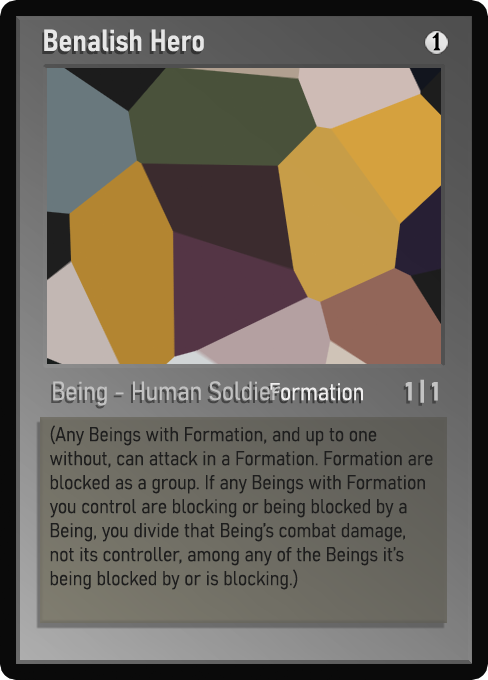 Benalish Hero 1
Being - Human Soldier Formation 1|1
(Any Beings with Formation, and up to one
without, can attack in a Formation. Formation are
blocked as a group. If any Beings with Formation
you control are blocking or being blocked by a
Being, you divide that Being's combat damage,
not its controller, among any of the Beings it's
being blocked by or is blocking.)